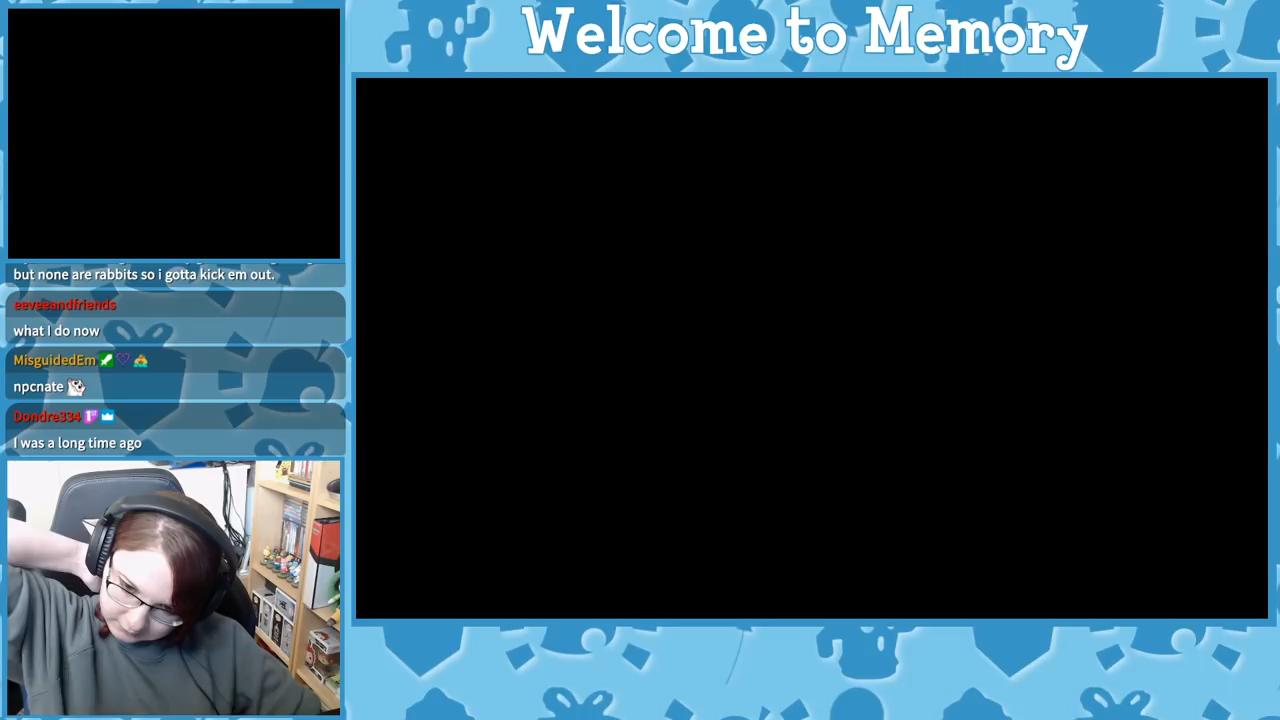 Welcome to Memory
but none are rabbits so i gotta kick em out.
eeveeandfriends
what I do now
MisguidedEm
npcnate
Dondre334
I was a long time ago